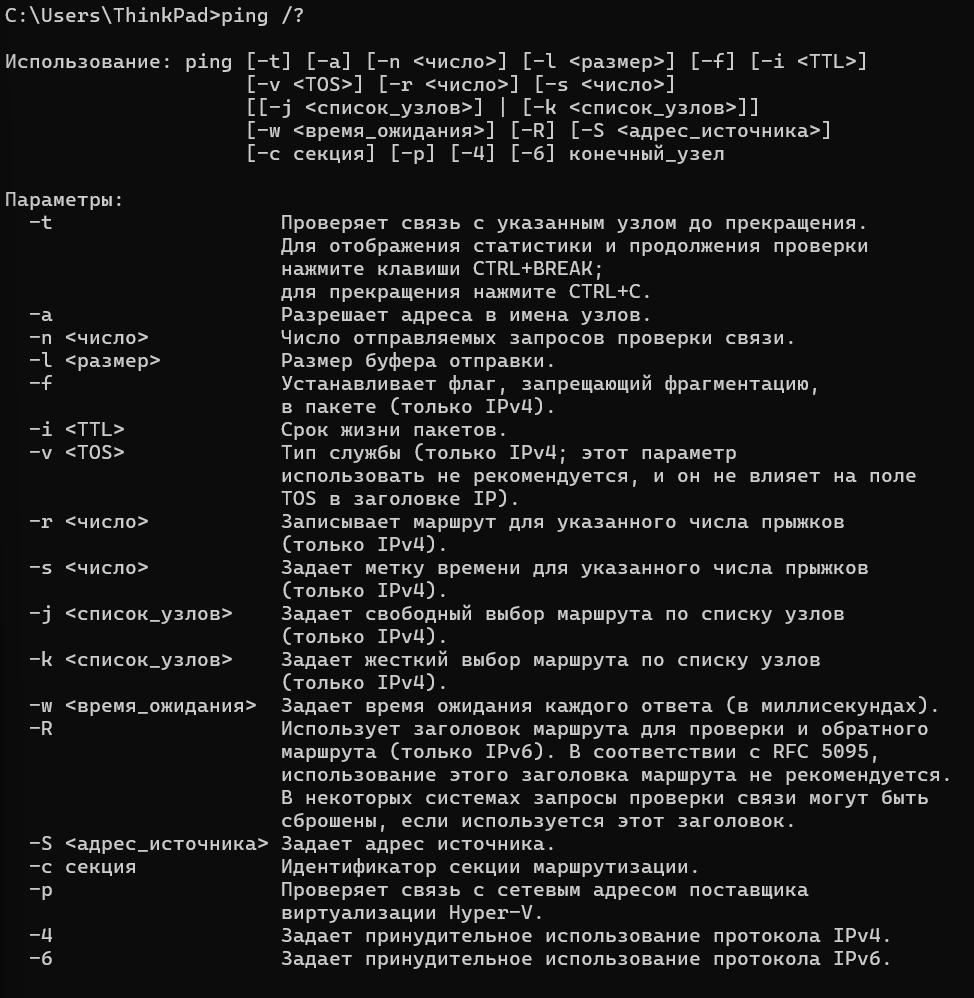 C:\Users\ThinkPad>ping /?
Использование: ping [-t] [-a] [-n <число>] [-l <размер>] [-f] [-i <TTL>]
[-v <TOS>] [-r <число>] [-s <число>]
[[-j <список_узлов>] | [-k <список_узлов>]]
[-w <время_ожидания>] [-R] [-S <адрес_источника>]
[-c секция] [-p] [-4] [-6] конечный_узел
Параметры:
-t Проверяет связь с указанным узлом до прекращения.
Для отображения статистики и продолжения проверки
нажмите клавиши CTRL+BREAK;
для прекращения нажмите CTRL+C.
-a Разрешает адреса в имена узлов.
-n <число> Число отправляемых запросов проверки связи.
-l <размер> Размер буфера отправки.
-f Устанавливает флаг, запрещающий фрагментацию,
в пакете (только IPv4).
-i <TTL> Срок жизни пакетов.
-v <TOS> Тип службы (только IPv4; этот параметр
использовать не рекомендуется, и он не влияет на поле
TOS в заголовке IP).
-r <число> Записывает маршрут для указанного числа прыжков
(только IPv4).
-s <число> Задает метку времени для указанного числа прыжков
(только IPv4).
-j <список_узлов> Задает свободный выбор маршрута по списку узлов
(только IPv4).
-k <список_узлов> Задает жесткий выбор маршрута по списку узлов
(только IPv4).
-w <время_ожидания> Задает время ожидания каждого ответа (в миллисекундах).
-R Использует заголовок маршрута для проверки и обратного
маршрута (только IPv6). В соответствии с RFC 5095,
использование этого заголовка маршрута не рекомендуется.
В некоторых системах запросы проверки связи могут быть
сброшены, если используется этот заголовок.
-S <адрес_источника> Задает адрес источника.
-c секция Идентификатор секции маршрутизации.
-p Проверяет связь с сетевым адресом поставщика
виртуализации Hyper-V.
-4 Задает принудительное использование протокола IPv4.
-6 Задает принудительное использование протокола IPv6.